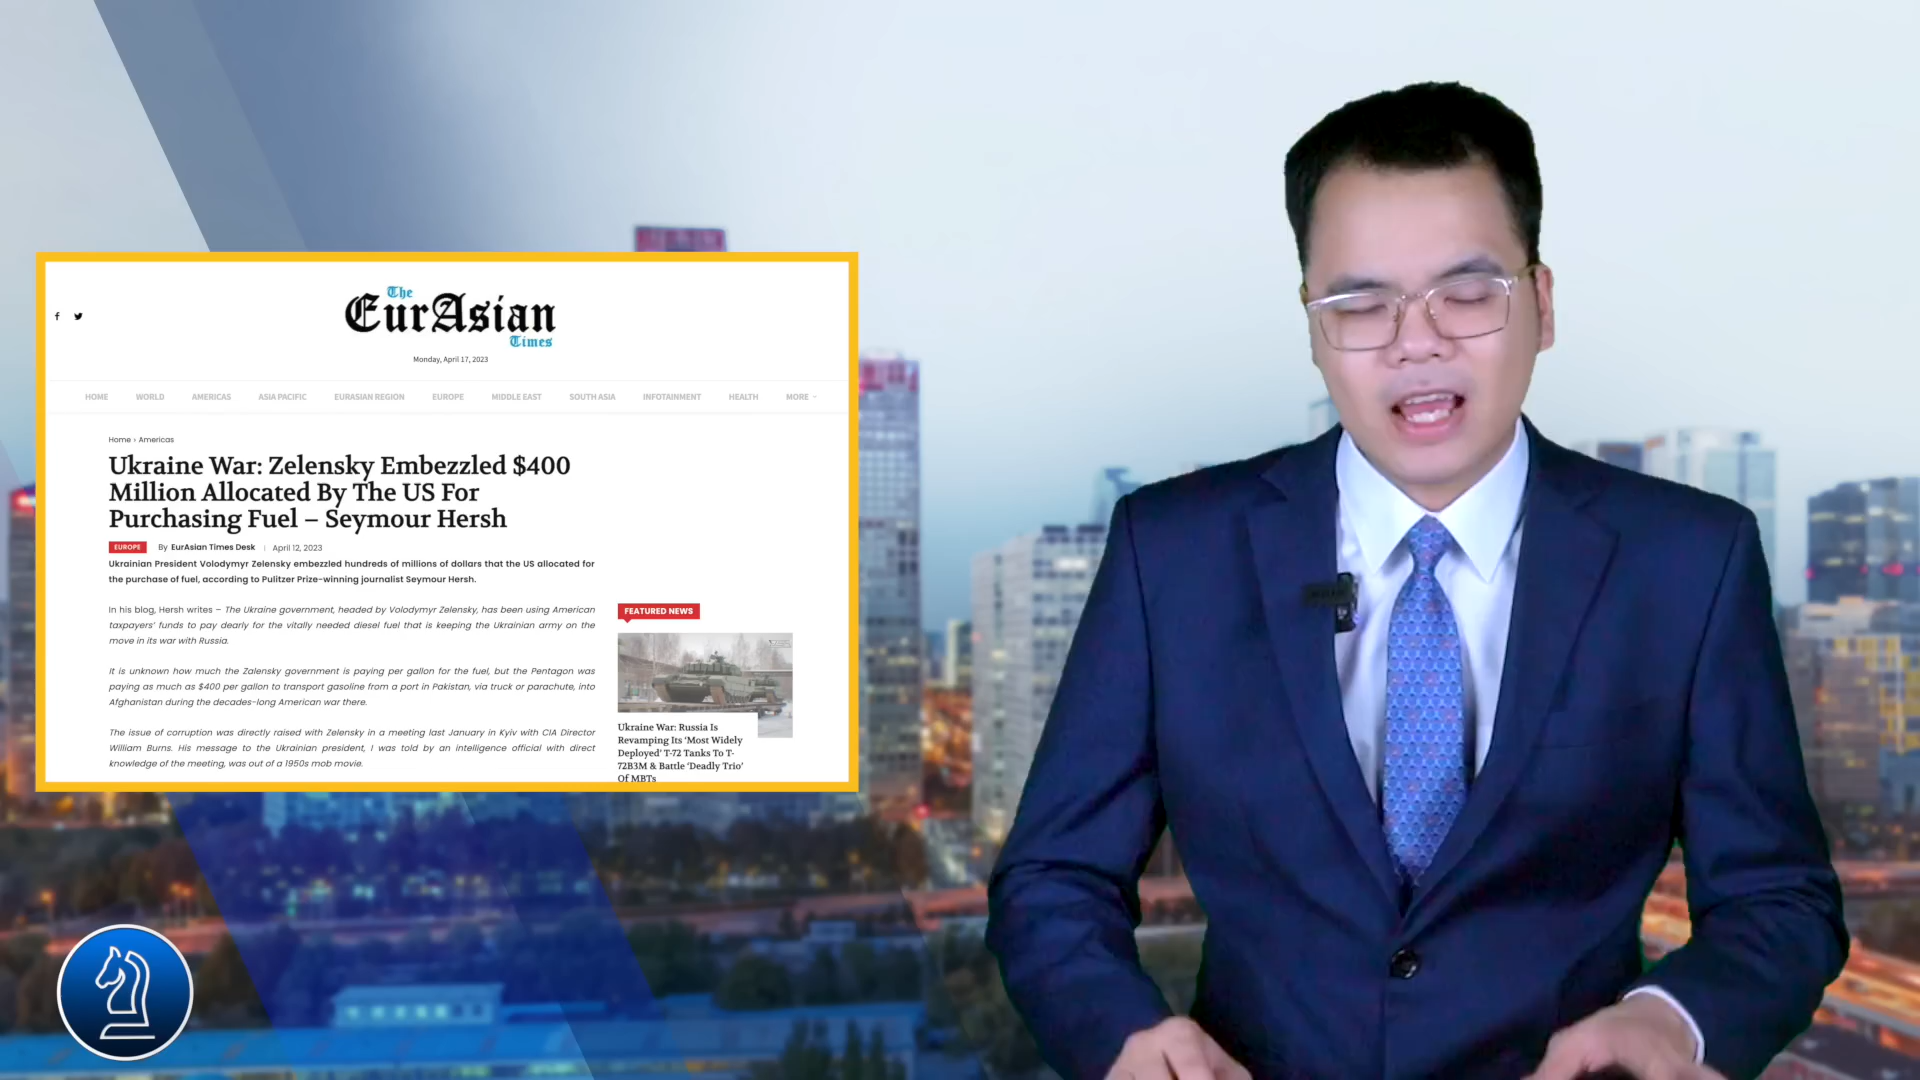 The
EurAsian
Times
Monday, April 17, 2023
HOME WORLD AMERICAS ASIA PACIFIC EURASIAN REGION EUROPE MIDDLE EAST SOUTH ASIA INFOTAINMENT HEALTH MORE
Home › Americas
Ukraine War: Zelensky Embezzled $400
Million Allocated By The US For
Purchasing Fuel – Seymour Hersh
EUROPE By EurAsian Times Desk | April 12, 2023
Ukrainian President Volodymyr Zelensky embezzled hundreds of millions of dollars that the US allocated for
the purchase of fuel, according to Pulitzer Prize-winning journalist Seymour Hersh.
In his blog, Hersh writes – The Ukraine government, headed by Volodymyr Zelensky, has been using American
taxpayers' funds to pay dearly for the vitally needed diesel fuel that is keeping the Ukrainian army on the
move in its war with Russia.
It is unknown how much the Zalensky government is paying per gallon for the fuel, but the Pentagon was
paying as much as $400 per gallon to transport gasoline from a port in Pakistan, via truck or parachute, into
Afghanistan during the decades-long American war there.
The issue of corruption was directly raised with Zelensky in a meeting last January in Kyiv with CIA Director
William Burns. His message to the Ukrainian president, I was told by an intelligence official with direct
knowledge of the meeting, was out of a 1950s mob movie.
FEATURED NEWS
Ukraine War: Russia Is
Revamping Its 'Most Widely
Deployed' T-72 Tanks To T-
72B3M & Battle 'Deadly Trio'
Of MBTs